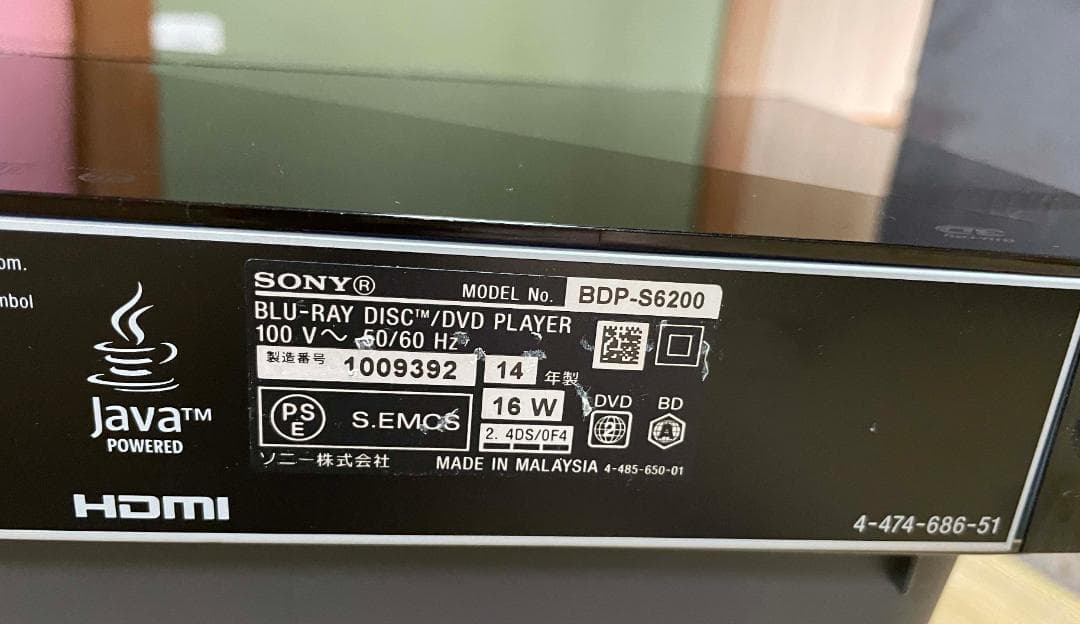 om.
mbol
Java™
POWERED
HDMI
SONY®
MODEL No. BDP-S6200
BLU-RAY DISC™/DVD PLAYER
100 V～ 50/60 Hz
製造番号 1009392 14 年製
PSE S.EMCS 16 W
2. 4DS/0F4
DVD BD
2 A
ソニー株式会社 MADE IN MALAYSIA 4-485-650-01
4-474-686-51